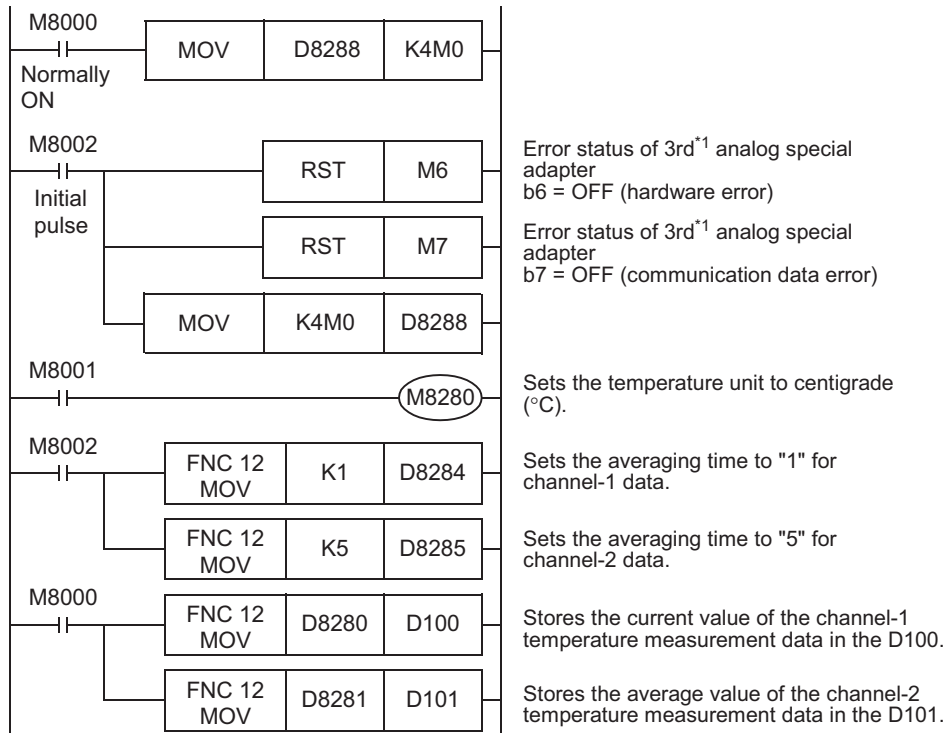 M8000
MOV D8288 K4M0
Normally
ON
M8002
RST M6
Initial
pulse
Error status of 3rd*1 analog special
adapter
b6 = OFF (hardware error)
RST M7
Error status of 3rd*1 analog special
adapter
b7 = OFF (communication data error)
MOV K4M0 D8288
M8001
M8280
Sets the temperature unit to centigrade
(°C).
M8002
FNC 12
MOV
K1 D8284
Sets the averaging time to "1" for
channel-1 data.
FNC 12
MOV
K5 D8285
Sets the averaging time to "5" for
channel-2 data.
M8000
FNC 12
MOV
D8280 D100
Stores the current value of the channel-1
temperature measurement data in the D100.
FNC 12
MOV
D8281 D101
Stores the average value of the channel-2
temperature measurement data in the D101.